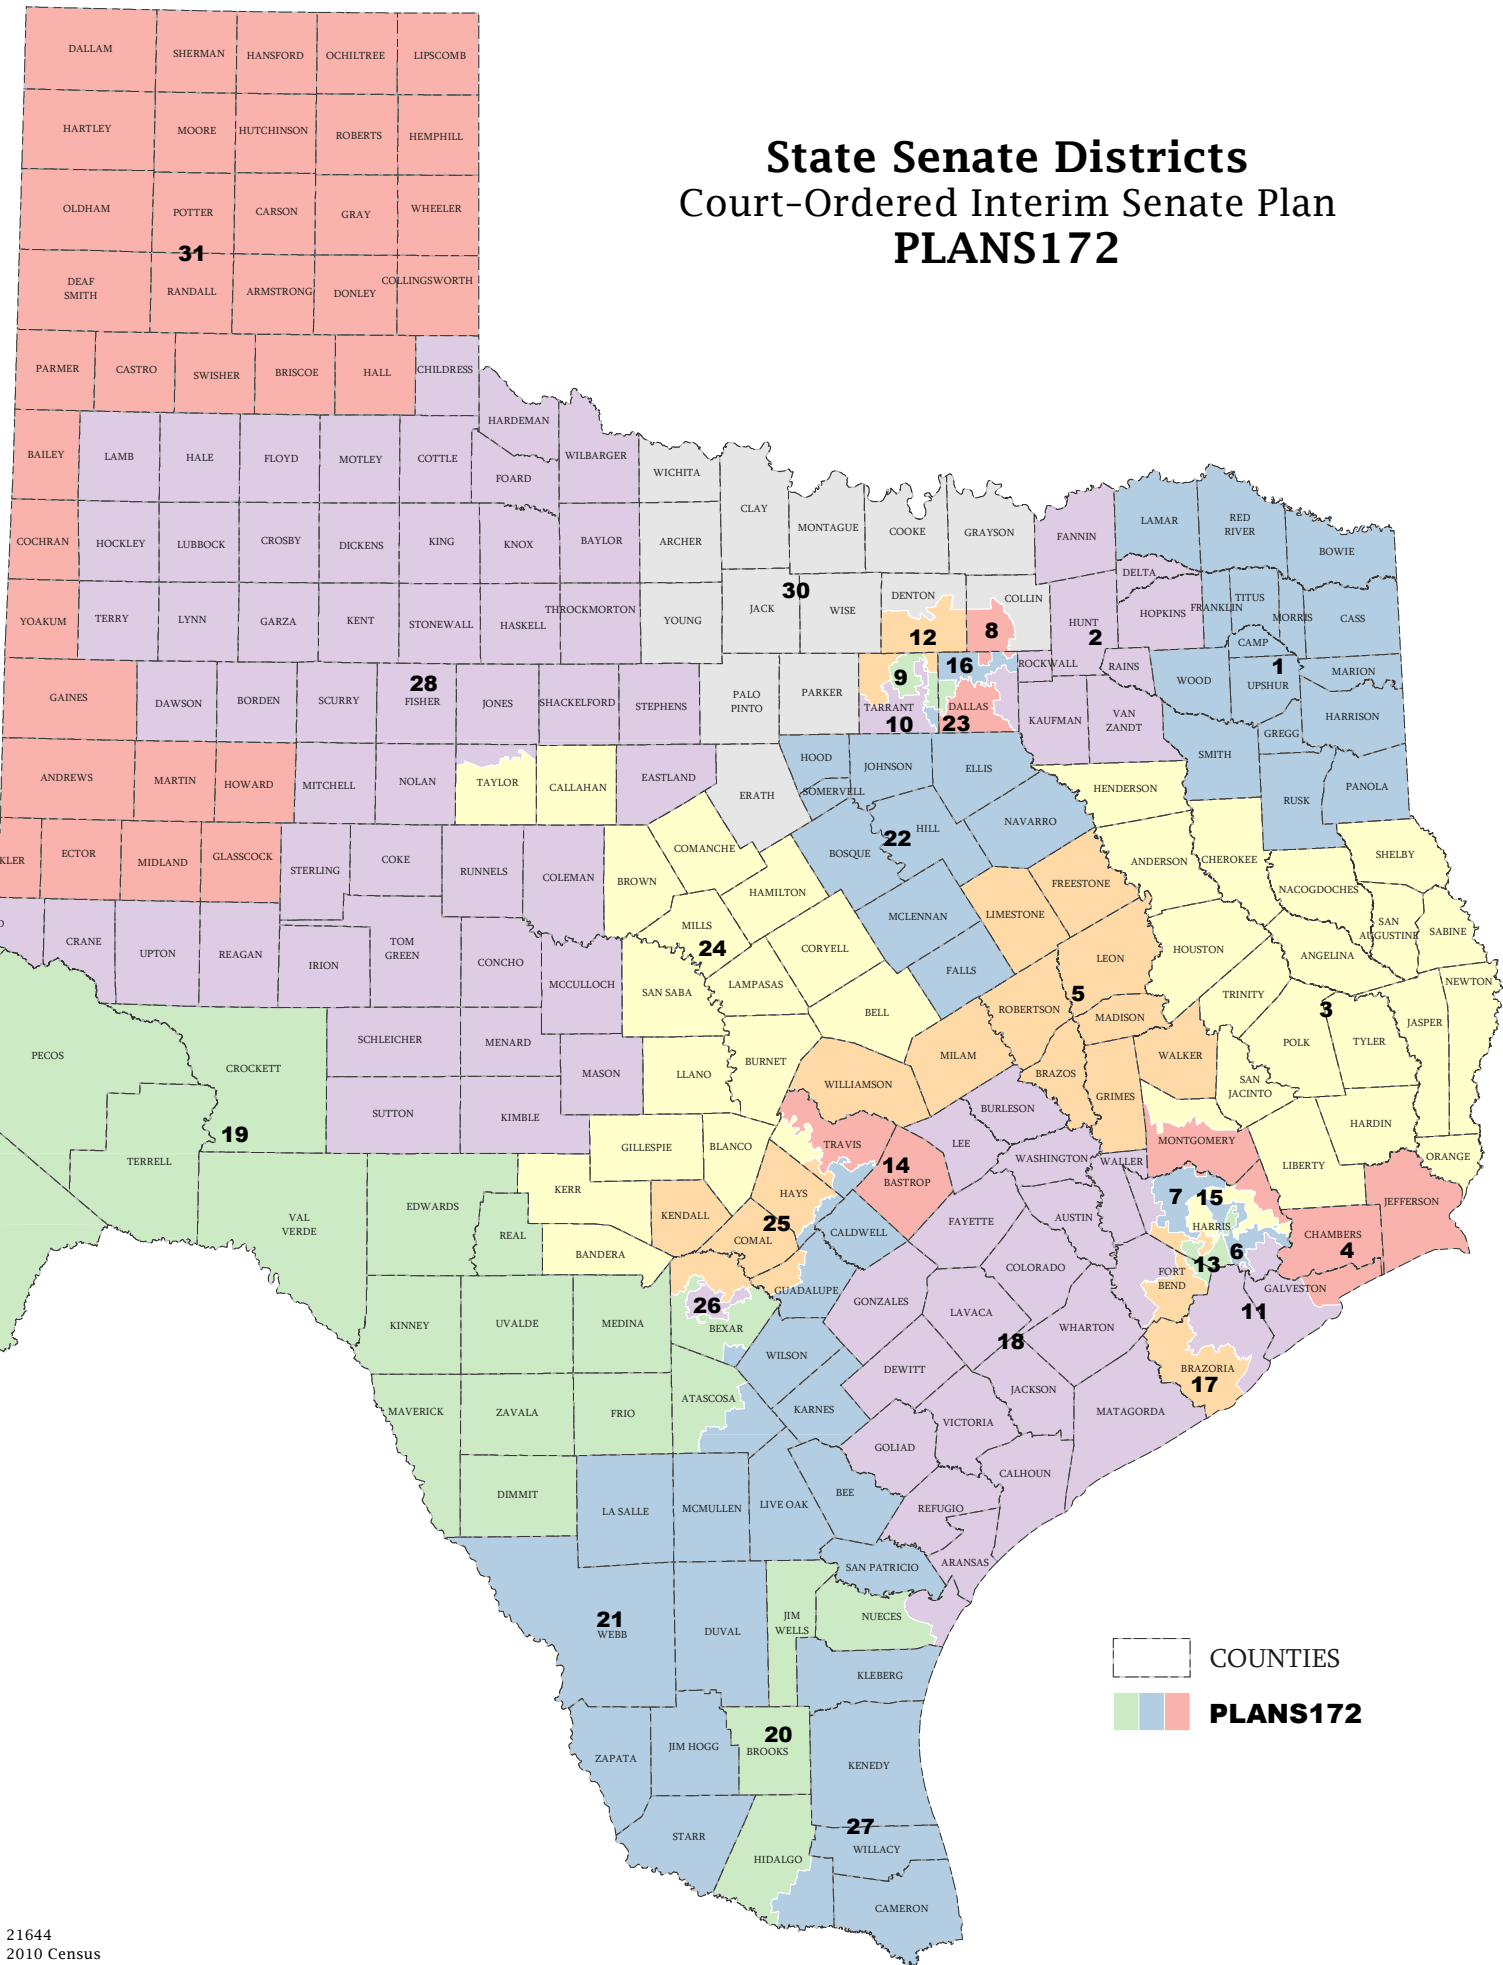 State Senate Districts
Court-Ordered Interim Senate Plan
PLANS172
DALLAM SHERMAN HANSFORD OCHILTREE LIPSCOMB
HARTLEY MOORE HUTCHINSON ROBERTS HEMPHILL
OLDHAM POTTER CARSON GRAY WHEELER
31
DEAF
SMITH
RANDALL ARMSTRONG DONLEY COLLINGSWORTH
PARMER CASTRO SWISHER BRISCOE HALL CHILDRESS
HARDEMAN
BAILEY LAMB HALE FLOYD MOTLEY COTTLE FOARD WILBARGER WICHITA
CLAY MONTAGUE COOKE GRAYSON FANNIN LAMAR
RED
RIVER
BOWIE
COCHRAN HOCKLEY LUBBOCK CROSBY DICKENS KING KNOX BAYLOR ARCHER
DELTA
30
DENTON COLLIN HOPKINS FRANKLIN TITUS MORRIS CASS
YOAKUM TERRY LYNN GARZA KENT STONEWALL HASKELL THROCKMORTON YOUNG JACK WISE
12 8 HUNT 2 CAMP
ROCKWALL RAINS WOOD 1 UPSHUR MARION
GAINES DAWSON BORDEN SCURRY 28 FISHER JONES SHACKELFORD STEPHENS
PALO
PINTO
PARKER 9 16
TARRANT DALLAS
10 23
KAUFMAN
VAN
ZANDT
HARRISON
GREGG
ANDREWS MARTIN HOWARD MITCHELL NOLAN TAYLOR CALLAHAN EASTLAND ERATH
HOOD JOHNSON ELLIS HENDERSON SMITH RUSK PANOLA
SOMERVELL
KLER ECTOR MIDLAND GLASSCOCK STERLING COKE RUNNELS COLEMAN BROWN COMANCHE
BOSQUE 22 HILL NAVARRO ANDERSON CHEROKEE SHELBY
HAMILTON FREESTONE NACOGDOCHES
D CRANE UPTON REAGAN IRION
TOM
GREEN
CONCHO MCCULLOCH
MILLS 24 CORYELL MCLENNAN LIMESTONE
SAN
AUGUSTINE
SABINE
HOUSTON ANGELINA
SAN SABA LAMPASAS FALLS LEON
BELL ROBERTSON 5 MADISON TRINITY 3 NEWTON
JASPER
PECOS CROCKETT SCHLEICHER MENARD MASON LLANO BURNET
MILAM BRAZOS WALKER POLK TYLER
WILLIAMSON GRIMES
SAN
JACINTO
19 SUTTON KIMBLE
GILLESPIE BLANCO TRAVIS BURLESON HARDIN
TERRELL LEE MONTGOMERY
14 WASHINGTON WALLER LIBERTY ORANGE
BASTROP
VAL
VERDE
EDWARDS REAL KERR KENDALL HAYS
25 COMAL CALDWELL FAYETTE AUSTIN
7 15
HARRIS
6
13
JEFFERSON
CHAMBERS
4
BANDERA COLORADO
FORT
BEND
GALVESTON
11
26 GUADALUPE GONZALES LAVACA
KINNEY UVALDE MEDINA BEXAR
18 WHARTON
WILSON DEWITT BRAZORIA
17
MAVERICK ZAVALA FRIO ATASCOSA KARNES JACKSON MATAGORDA
VICTORIA
GOLIAD CALHOUN
DIMMIT LA SALLE MCMULLEN LIVE OAK BEE REFUGIO
ARANSAS
SAN PATRICIO
21
WEBB
DUVAL
JIM
WELLS
NUECES
KLEBERG
20
BROOKS
ZAPATA JIM HOGG KENEDY
27
STARR WILLACY
HIDALGO
CAMERON
COUNTIES
PLANS172
21644
2010 Census